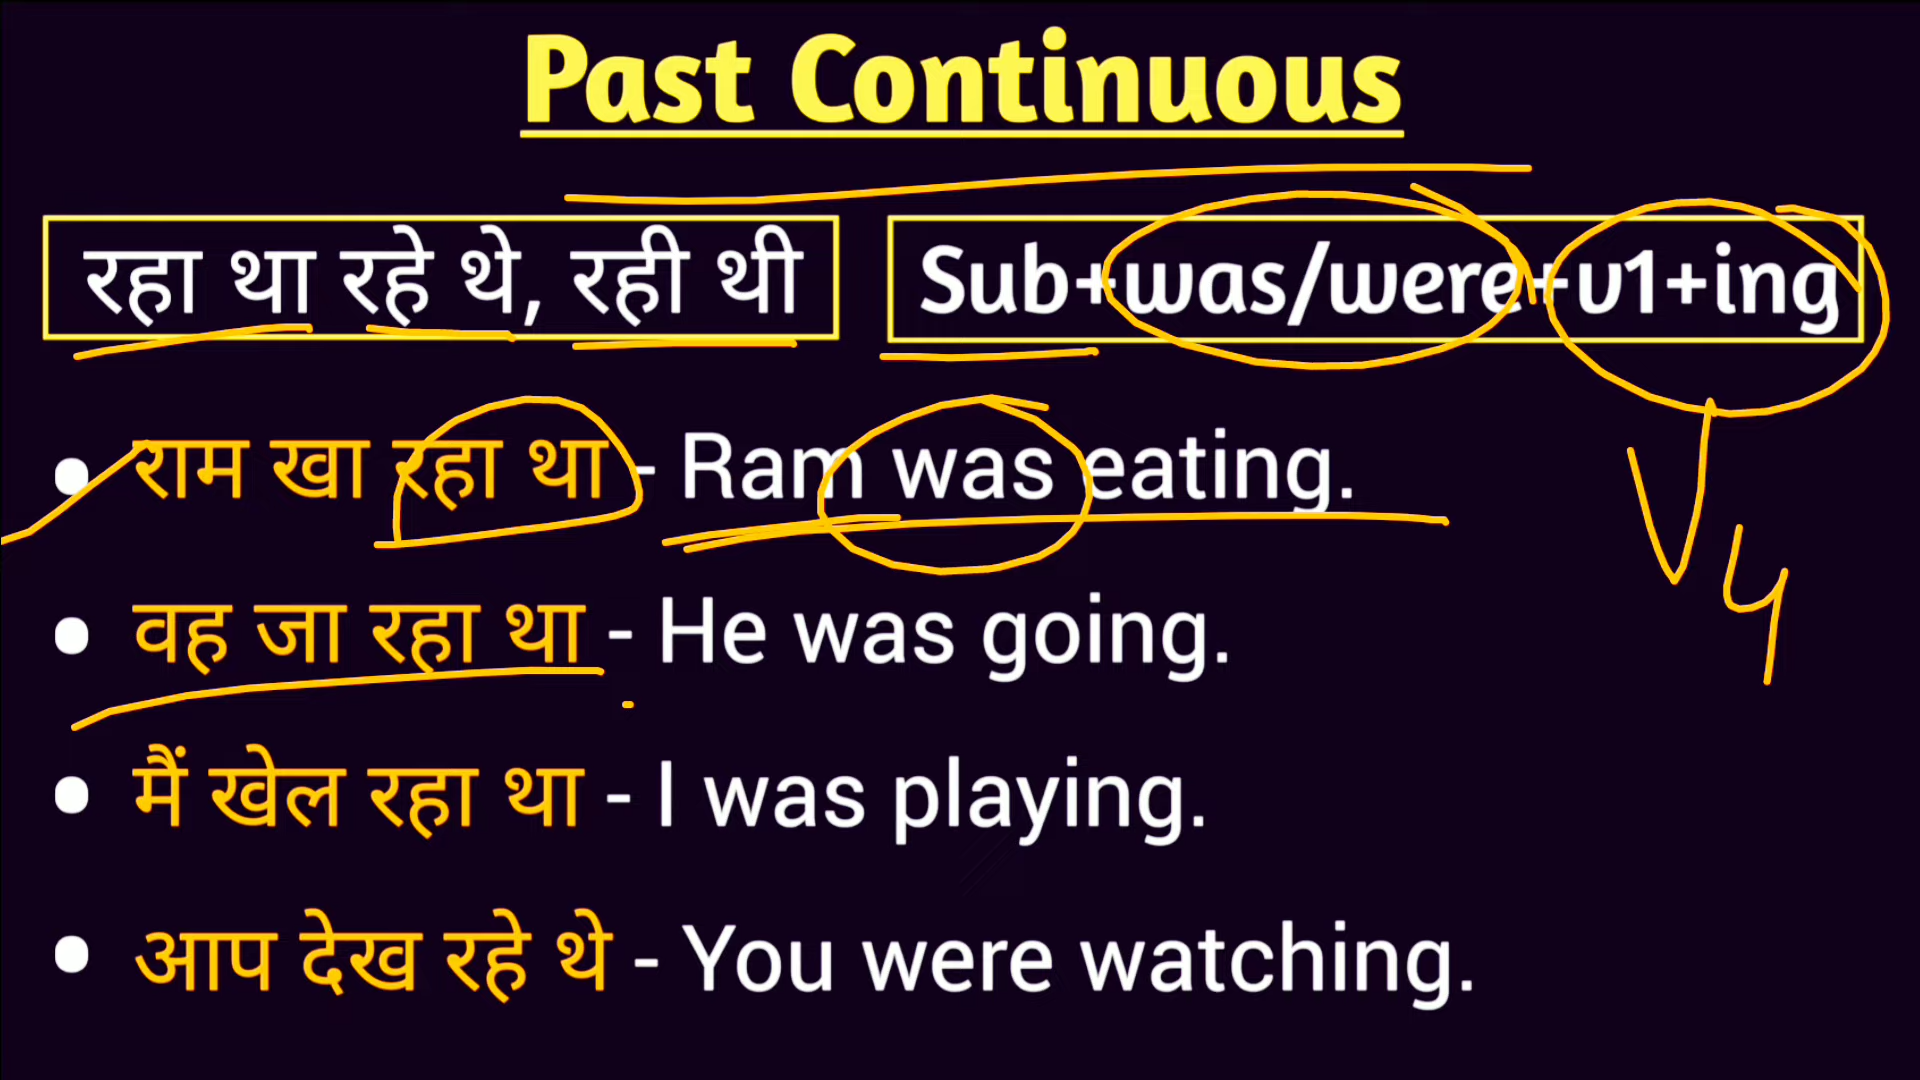 Past Continuous
रहा था रहे थे, रही थी
Sub+was/were+v1+ing
• राम खा रहा था - Ram was eating.
V4
• वह जा रहा था - He was going.
• मैं खेल रहा था - I was playing.
• आप देख रहे थे - You were watching.